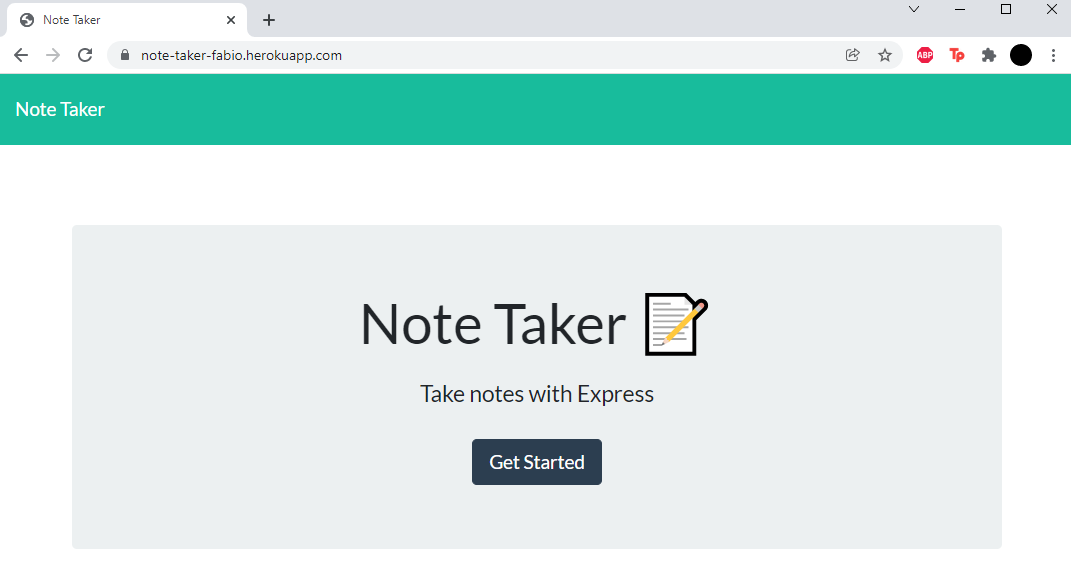 Note Taker
note-taker-fabio.herokuapp.com
ABP
Tp
Note Taker
Note Taker 📝
Take notes with Express
Get Started